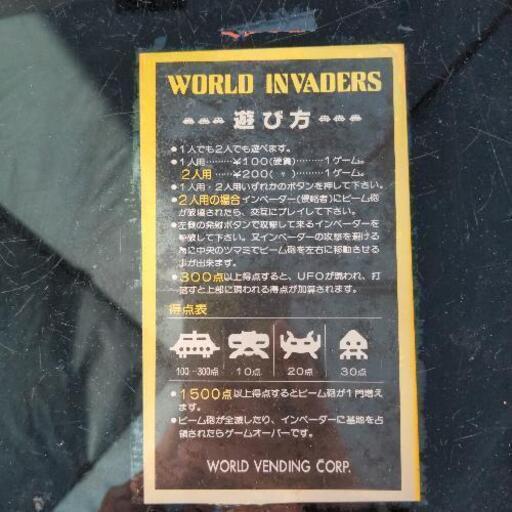 WORLD INVADERS
遊び方
●1人でも2人でも遊べます。
●1人用………¥100(硬貨)………1ゲーム。
2人用………¥200( 〃 )………1ゲーム。
●1人用・2人用いずれかのボタンを押して下さい。
●2人用の場合インベーダー(侵略者)にビーム砲
が破壊されたら、交互にプレイして下さい。
●左側の発射ボタンで攻撃して来るインベーダーを
撃破して下さい。又インベーダーの攻撃を避ける
為に中央のツマミでビーム砲を左右に移動させる
事が出来ます。
●300点以上得点すると、UFOが現われ、打
落すと上部に現われる得点が加算されます。
得点表
100-300点 10点 20点 30点
●1500点以上得点するとビーム砲が1門増え
ます。
●ビーム砲が全滅したり、インベーダーに基地を占
領されたらゲームオーバーです。
WORLD VENDING CORP.